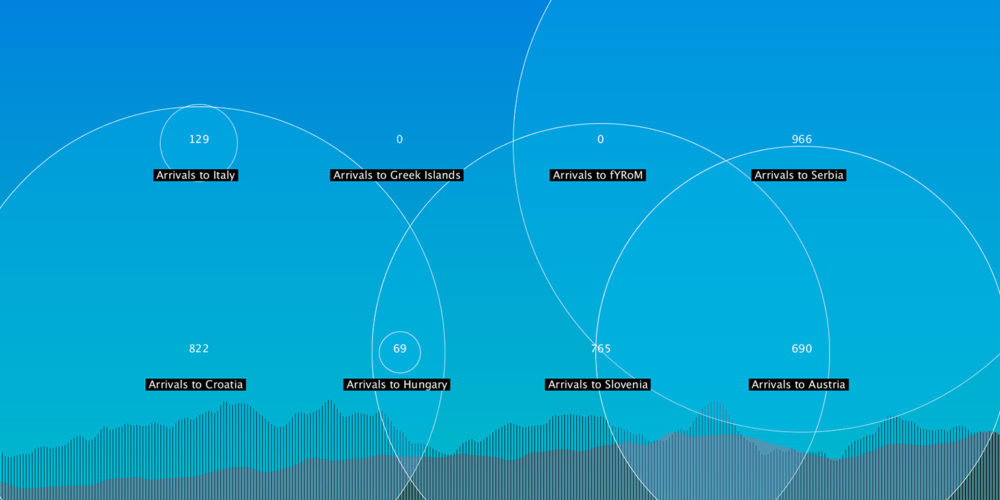 129 0 0 966
Arrivals to Italy Arrivals to Greek Islands Arrivals to fYRoM Arrivals to Serbia
822 69 765 690
Arrivals to Croatia Arrivals to Hungary Arrivals to Slovenia Arrivals to Austria